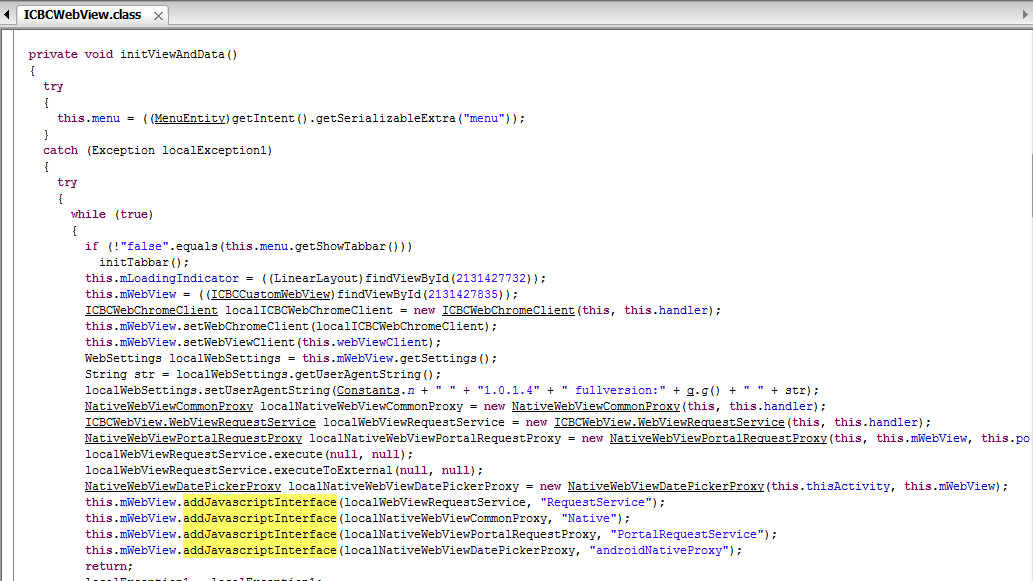 ICBCWebView.class
private void initViewAndData()
{
try
{
this.menu = ((MenuEntity)getIntent().getSerializableExtra("menu"));
}
catch (Exception localException1)
{
try
{
while (true)
{
if (!"false".equals(this.menu.getShowTabbar()))
initTabbar();
this.mLoadingIndicator = ((LinearLayout)findViewById(2131427732));
this.mWebView = ((ICBCCustomWebView)findViewById(2131427835));
ICBCWebChromeClient localICBCWebChromeClient = new ICBCWebChromeClient(this, this.handler);
this.mWebView.setWebChromeClient(localICBCWebChromeClient);
this.mWebView.setWebViewClient(this.webViewClient);
WebSettings localWebSettings = this.mWebView.getSettings();
String str = localWebSettings.getUserAgentString();
localWebSettings.setUserAgentString(Constants.n + " " + "1.0.1.4" + " fullversion:" + g.g() + " " + str);
NativeWebViewCommonProxy localNativeWebViewCommonProxy = new NativeWebViewCommonProxy(this, this.handler);
ICBCWebView.WebViewRequestService localWebViewRequestService = new ICBCWebView.WebViewRequestService(this, this.handler);
NativeWebViewPortalRequestProxy localNativeWebViewPortalRequestProxy = new NativeWebViewPortalRequestProxy(this, this.mWebView, this.po
localWebViewRequestService.execute(null, null);
localWebViewRequestService.executeToExternal(null, null);
NativeWebViewDatePickerProxy localNativeWebViewDatePickerProxy = new NativeWebViewDatePickerProxy(this.thisActivity, this.mWebView);
this.mWebView.addJavascriptInterface(localWebViewRequestService, "RequestService");
this.mWebView.addJavascriptInterface(localNativeWebViewCommonProxy, "Native");
this.mWebView.addJavascriptInterface(localNativeWebViewPortalRequestProxy, "PortalRequestService");
this.mWebView.addJavascriptInterface(localNativeWebViewDatePickerProxy, "androidNativeProxy");
return;
localException1 = localException1;